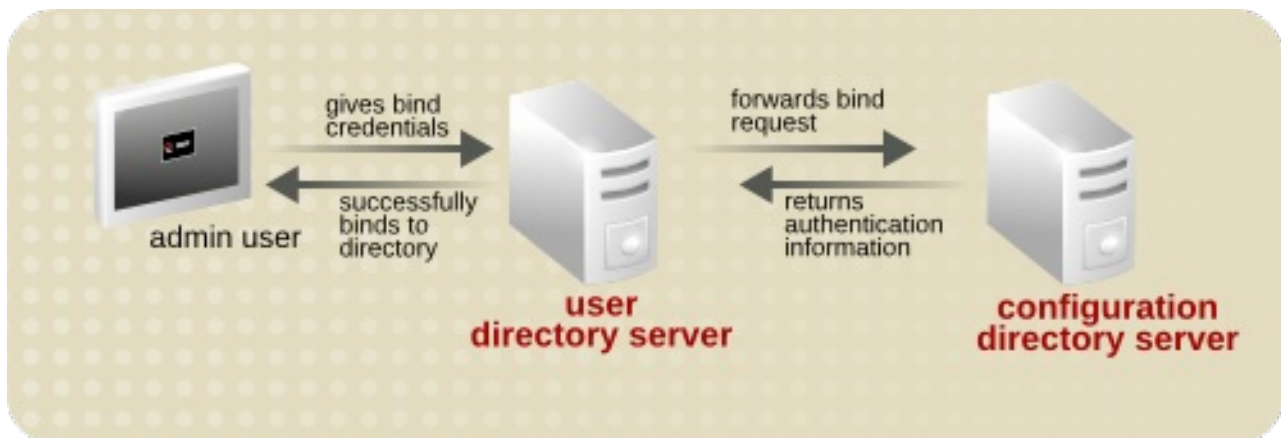 gives bind
credentials
forwards bind
request
successfully
binds to
directory
returns
authentication
information
admin user
user
directory server
configuration
directory server